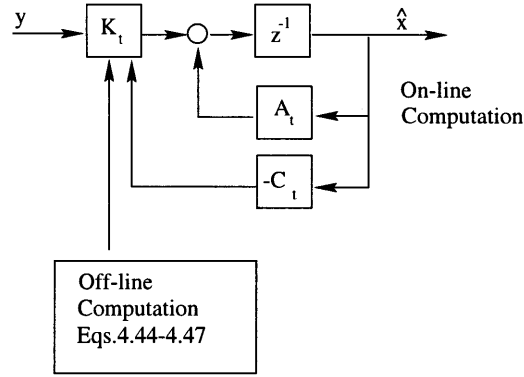 y
K_t
z^-1
x̂
A_t
-C_t
On-line
Computation
Off-line
Computation
Eqs.4.44-4.47